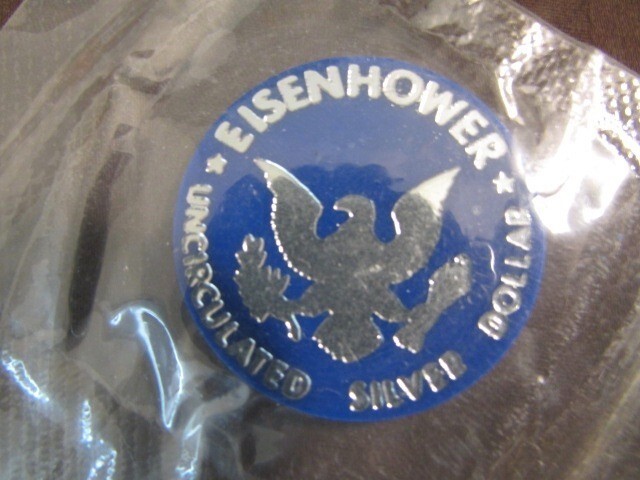 EISENHOWER
UNCIRCULATED SILVER DOLLAR